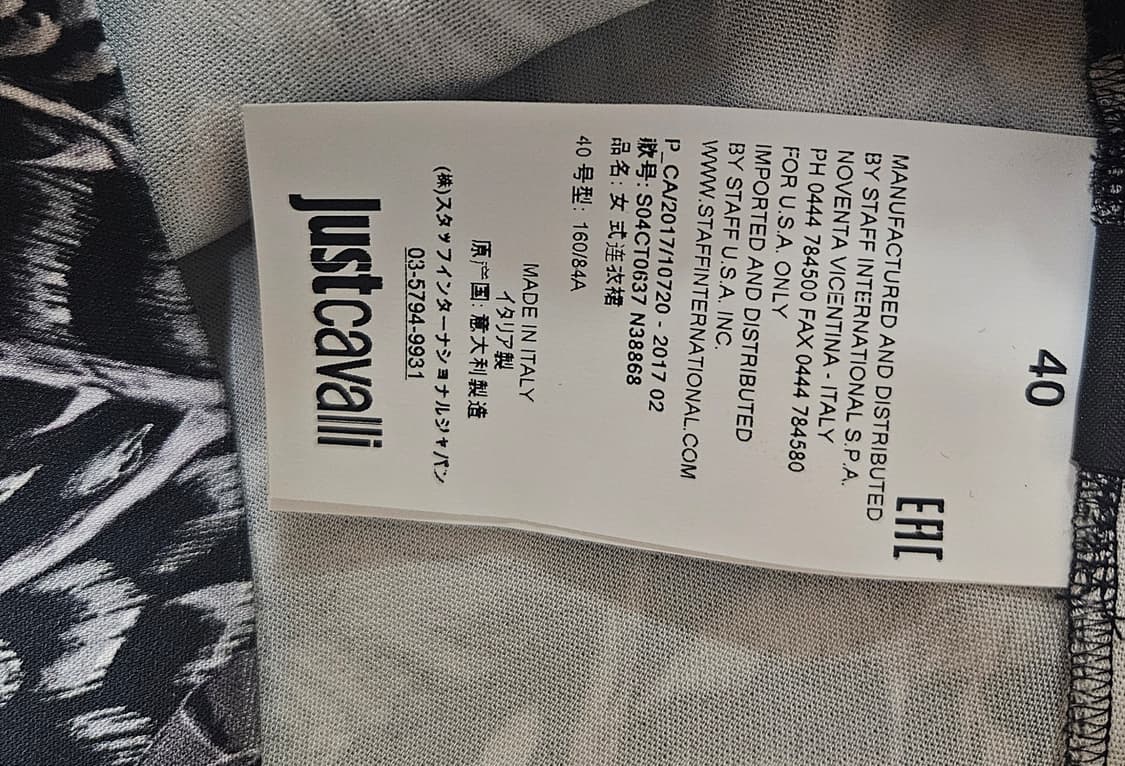 40
EAC
MANUFACTURED AND DISTRIBUTED
BY STAFF INTERNATIONAL S.P.A.
NOVENTA VICENTINA - ITALY
PH 0444 784500 FAX 0444 784580
FOR U.S.A. ONLY
IMPORTED AND DISTRIBUTED
BY STAFF U.S.A. INC.
WWW.STAFFINTERNATIONAL.COM
P_CA/2017/10720 - 2017 02
款号: S04CT0637 N38868
品名: 女式连衣裙
40 号型: 160/84A
MADE IN ITALY
イタリア製
原产国: 意大利製造
(株)スタッフインターナショナルジャパン
03-5794-9931
Justcavalli